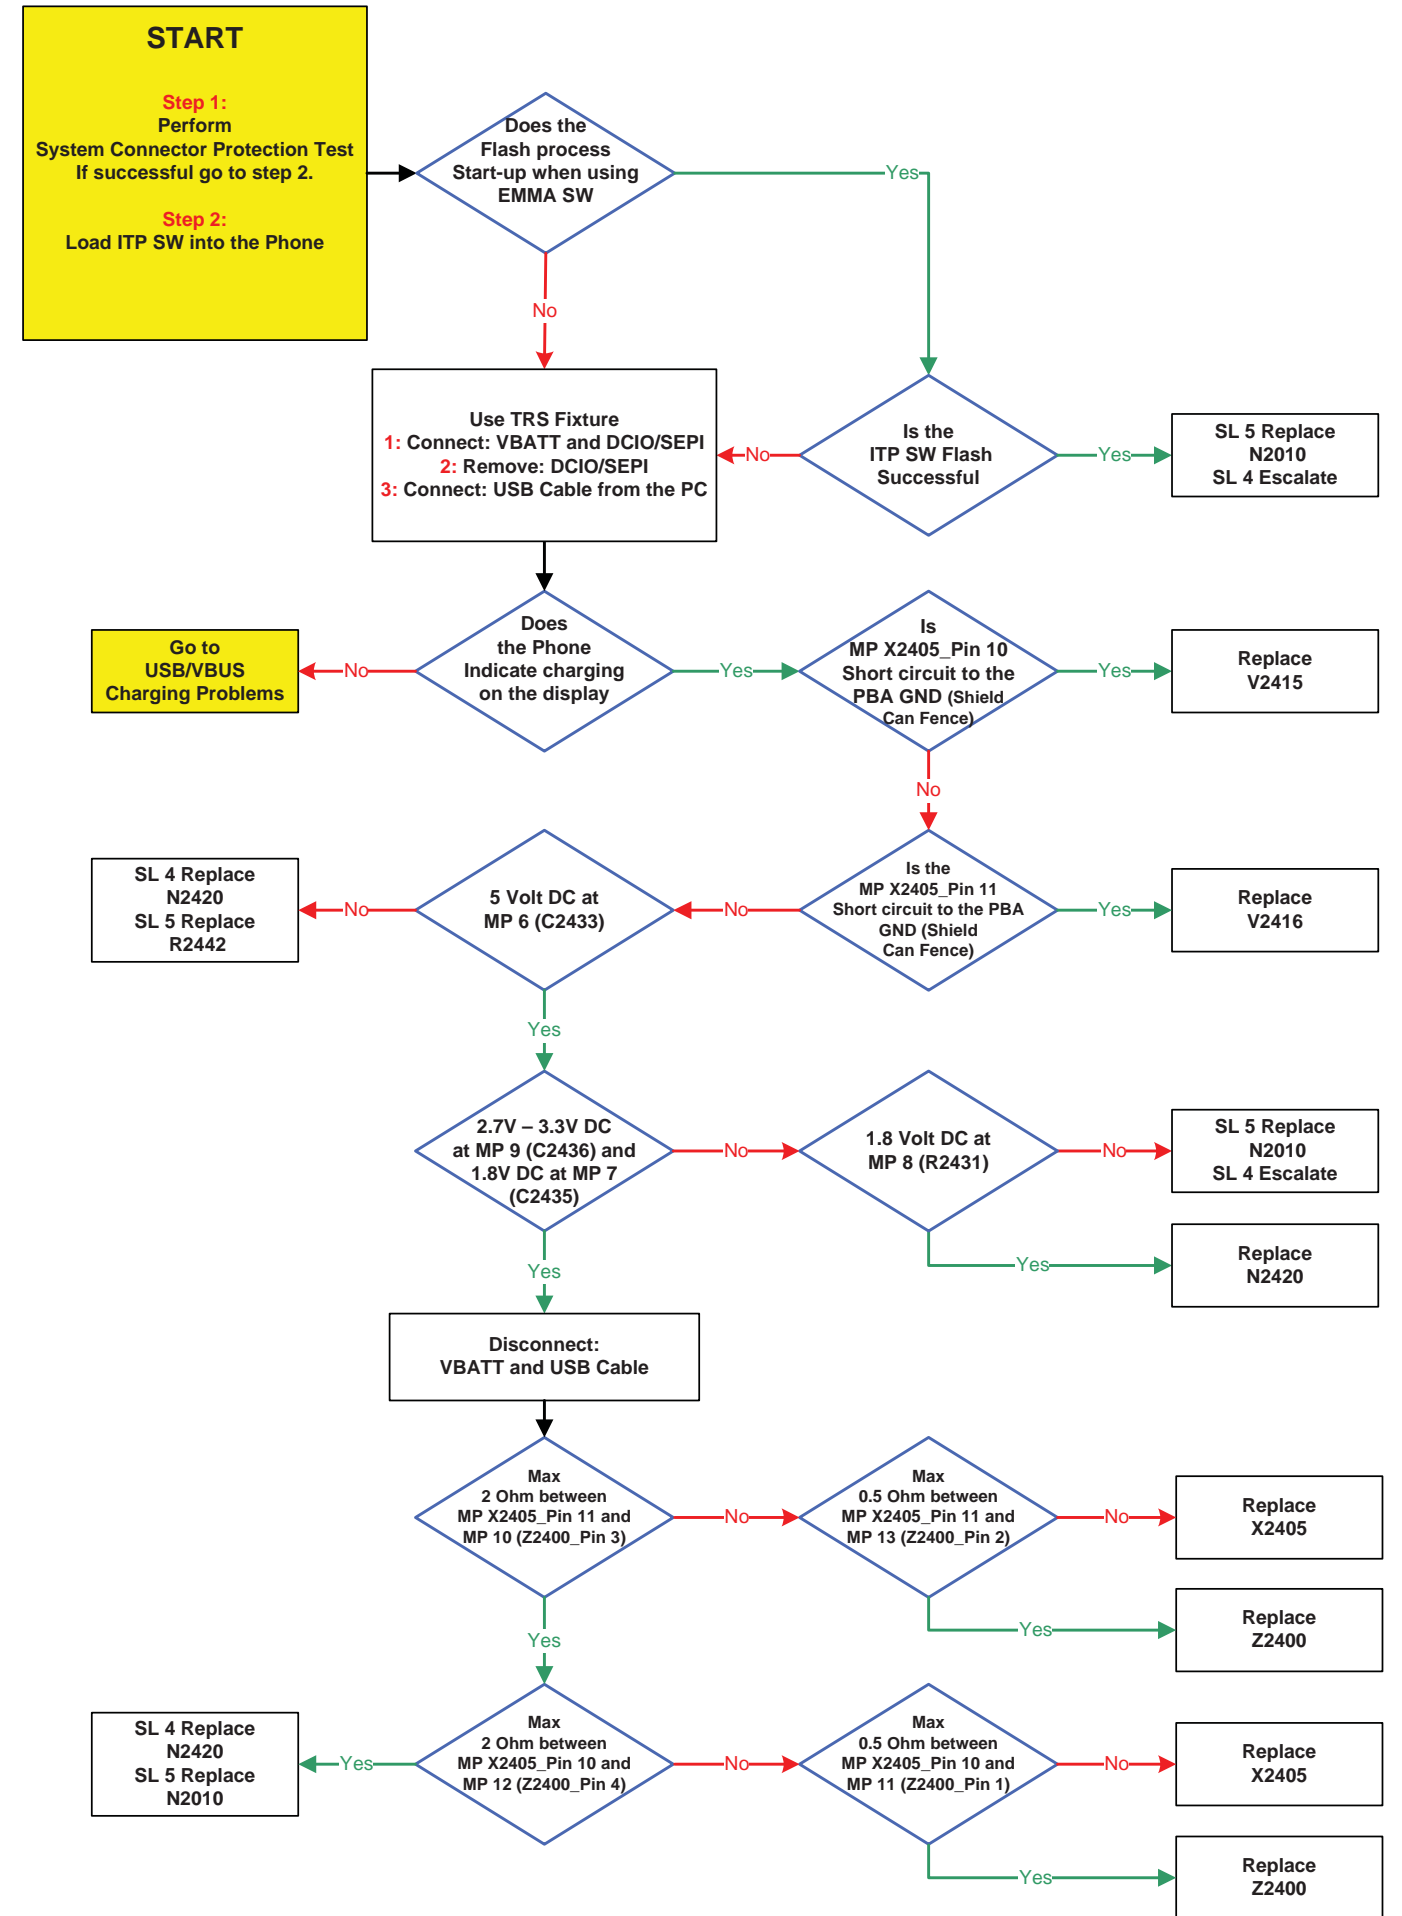 START
Step 1:
Perform
System Connector Protection Test
If successful go to step 2.
Step 2:
Load ITP SW into the Phone
Does the
Flash process
Start-up when using
EMMA SW
Yes
No
Use TRS Fixture
1: Connect: VBATT and DCIO/SEPI
2: Remove: DCIO/SEPI
3: Connect: USB Cable from the PC
No
Is the
ITP SW Flash
Successful
Yes
SL 5 Replace
N2010
SL 4 Escalate
Go to
USB/VBUS
Charging Problems
No
Does
the Phone
Indicate charging
on the display
Yes
Is
MP X2405_Pin 10
Short circuit to the
PBA GND (Shield
Can Fence)
Yes
Replace
V2415
No
SL 4 Replace
N2420
SL 5 Replace
R2442
No
5 Volt DC at
MP 6 (C2433)
No
Is the
MP X2405_Pin 11
Short circuit to the PBA
GND (Shield
Can Fence)
Yes
Replace
V2416
Yes
2.7V – 3.3V DC
at MP 9 (C2436) and
1.8V DC at MP 7
(C2435)
No
1.8 Volt DC at
MP 8 (R2431)
No
SL 5 Replace
N2010
SL 4 Escalate
Yes
Yes
Replace
N2420
Disconnect:
VBATT and USB Cable
Max
2 Ohm between
MP X2405_Pin 11 and
MP 10 (Z2400_Pin 3)
No
Max
0.5 Ohm between
MP X2405_Pin 11 and
MP 13 (Z2400_Pin 2)
No
Replace
X2405
Yes
Yes
Replace
Z2400
SL 4 Replace
N2420
SL 5 Replace
N2010
Yes
Max
2 Ohm between
MP X2405_Pin 10 and
MP 12 (Z2400_Pin 4)
No
Max
0.5 Ohm between
MP X2405_Pin 10 and
MP 11 (Z2400_Pin 1)
No
Replace
X2405
Yes
Replace
Z2400